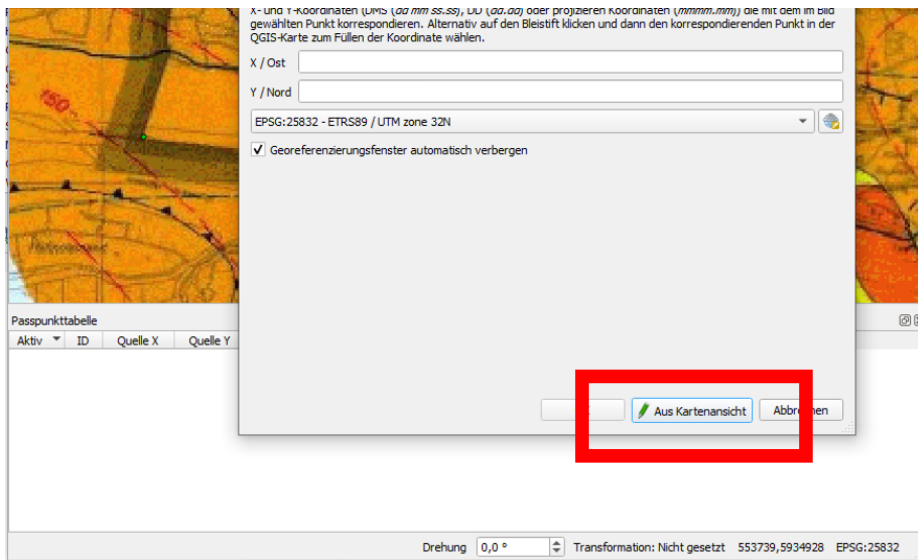 X- und Y-Koordinaten (DMS (dd mm ss.ss), DD (dd.dd) oder projizieren Koordinaten (mmmm.mm)) die mit dem im Bild
gewählten Punkt korrespondieren. Alternativ auf den Bleistift klicken und dann den korrespondierenden Punkt in der
QGIS-Karte zum Füllen der Koordinate wählen.
X / Ost
Y / Nord
EPSG:25832 - ETRS89 / UTM zone 32N
Georeferenzierungsfenster automatisch verbergen
150
Passpunkttabelle
Aktiv ID Quelle X Quelle Y
Aus Kartenansicht
Drehung 0,0 ° Transformation: Nicht gesetzt 553739,5934928 EPSG:25832